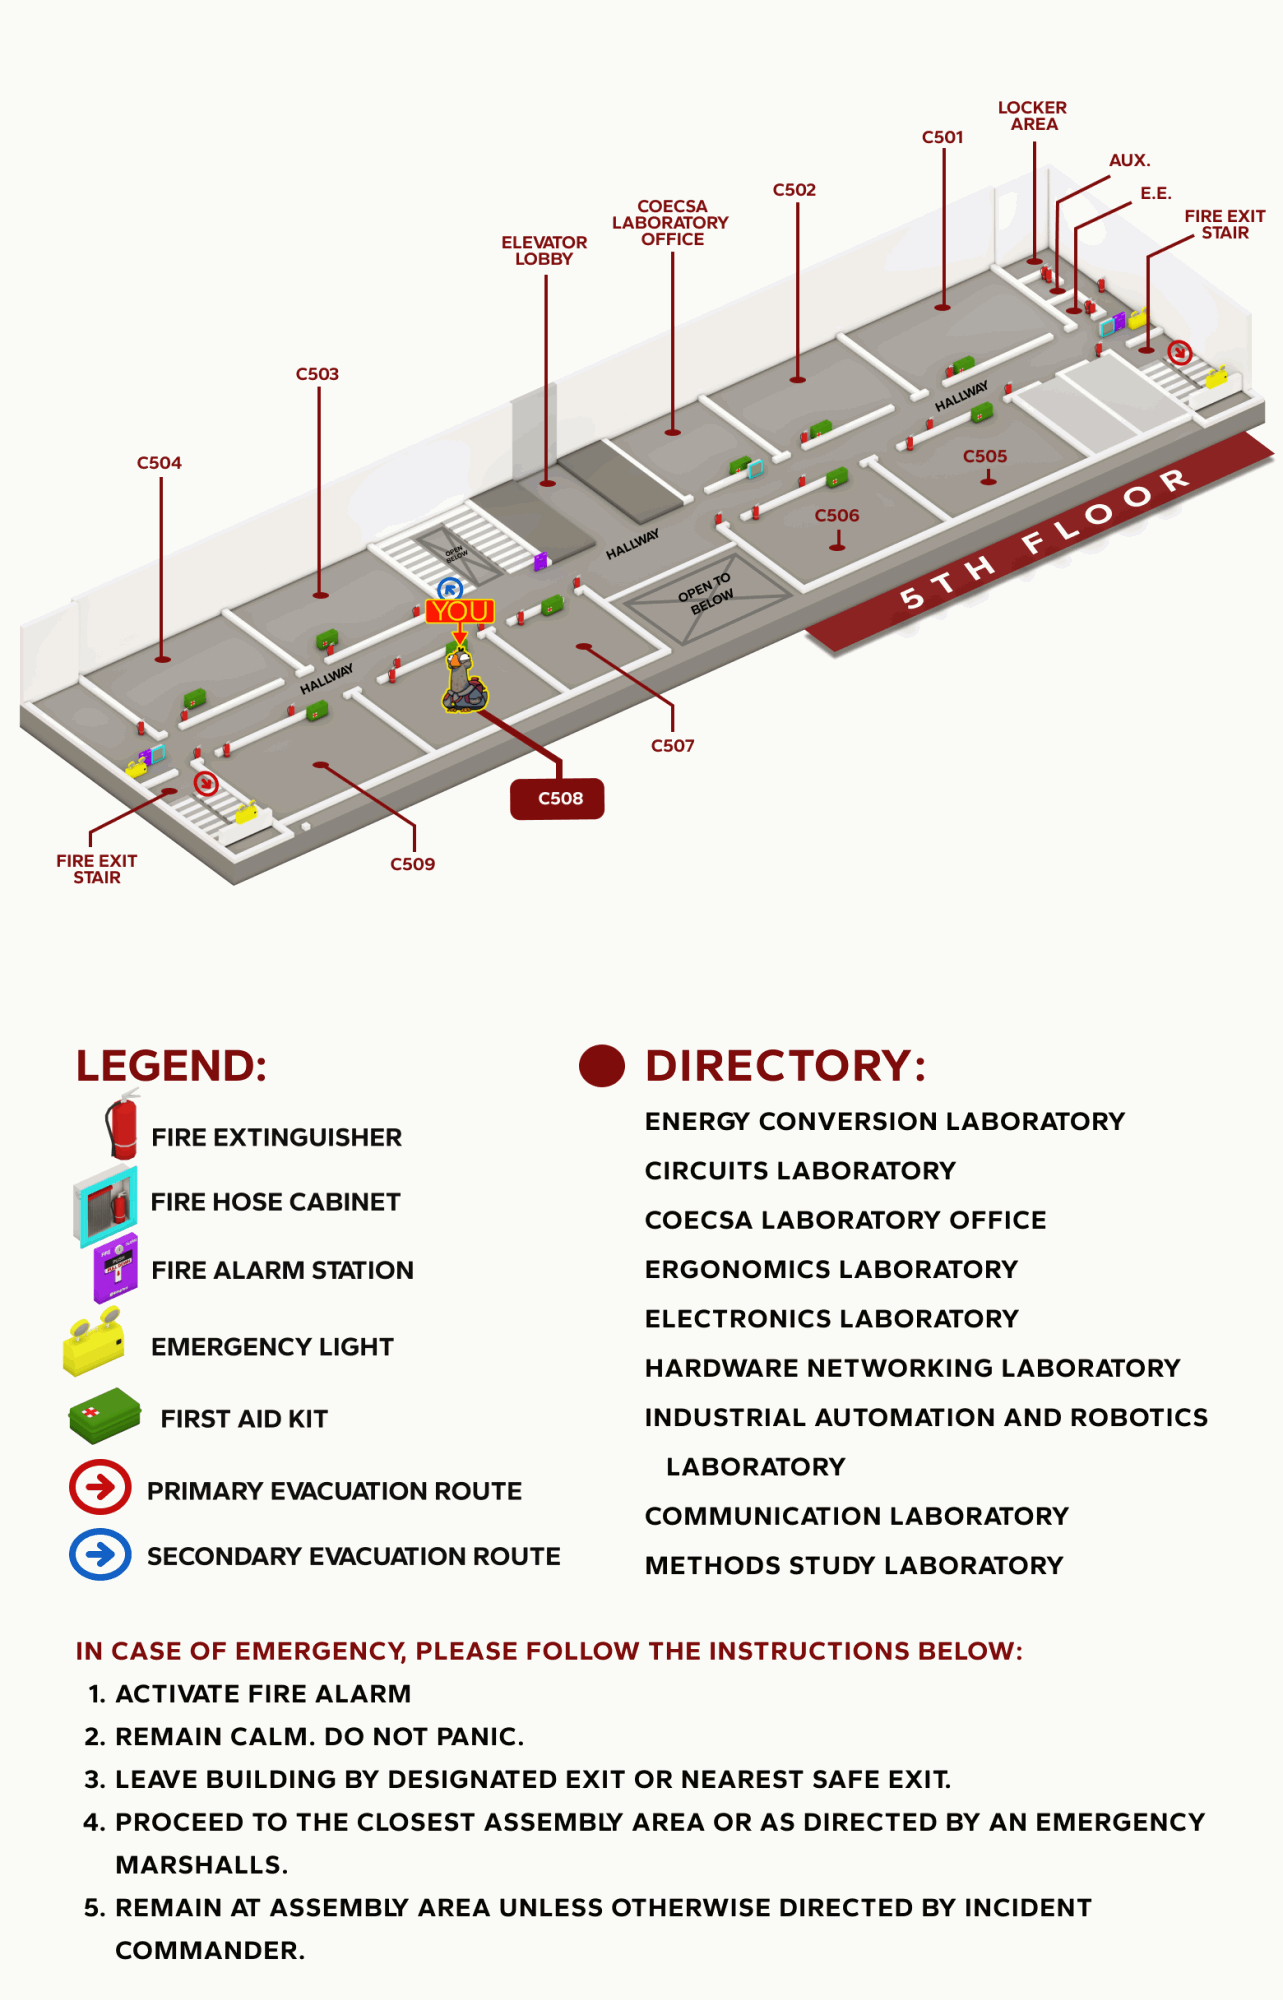 LOCKER
AREA
C501
AUX.
C502
E.E.
COECSA
LABORATORY
OFFICE
FIRE EXIT
STAIR
ELEVATOR
LOBBY
C503
HALLWAY
C504
C505
5TH FLOOR
C506
HALLWAY
OPEN
BELOW
OPEN TO
BELOW
YOU
HALLWAY
C507
C508
FIRE EXIT
STAIR
C509
LEGEND:
FIRE EXTINGUISHER
FIRE HOSE CABINET
FIRE ALARM STATION
EMERGENCY LIGHT
FIRST AID KIT
PRIMARY EVACUATION ROUTE
SECONDARY EVACUATION ROUTE
DIRECTORY:
ENERGY CONVERSION LABORATORY
CIRCUITS LABORATORY
COECSA LABORATORY OFFICE
ERGONOMICS LABORATORY
ELECTRONICS LABORATORY
HARDWARE NETWORKING LABORATORY
INDUSTRIAL AUTOMATION AND ROBOTICS
LABORATORY
COMMUNICATION LABORATORY
METHODS STUDY LABORATORY
IN CASE OF EMERGENCY, PLEASE FOLLOW THE INSTRUCTIONS BELOW:
1. ACTIVATE FIRE ALARM
2. REMAIN CALM. DO NOT PANIC.
3. LEAVE BUILDING BY DESIGNATED EXIT OR NEAREST SAFE EXIT.
4. PROCEED TO THE CLOSEST ASSEMBLY AREA OR AS DIRECTED BY AN EMERGENCY
MARSHALLS.
5. REMAIN AT ASSEMBLY AREA UNLESS OTHERWISE DIRECTED BY INCIDENT
COMMANDER.